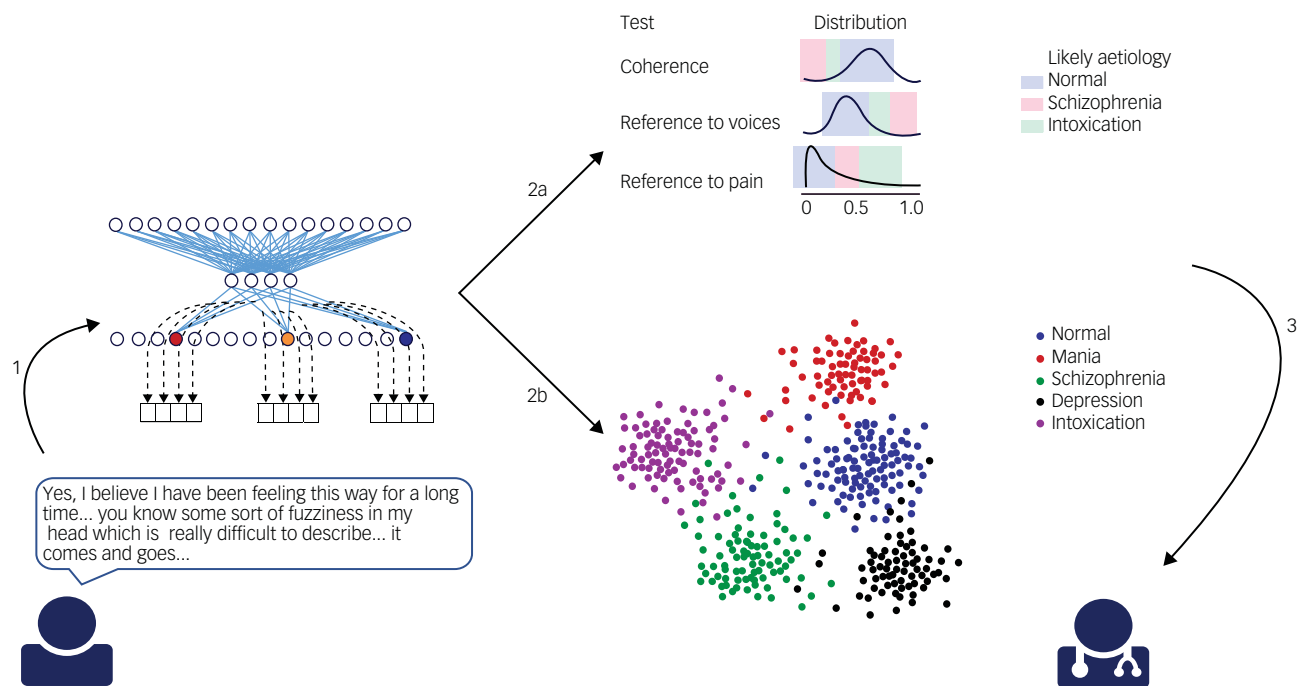 Test
Distribution
Coherence
Reference to voices
Reference to pain
0
0.5
1.0
Likely aetiology
Normal
Schizophrenia
Intoxication
2a
1
2b
Normal
Mania
Schizophrenia
Depression
Intoxication
3
Yes, I believe I have been feeling this way for a long
time... you know some sort of fuzziness in my
head which is really difficult to describe... it
comes and goes...